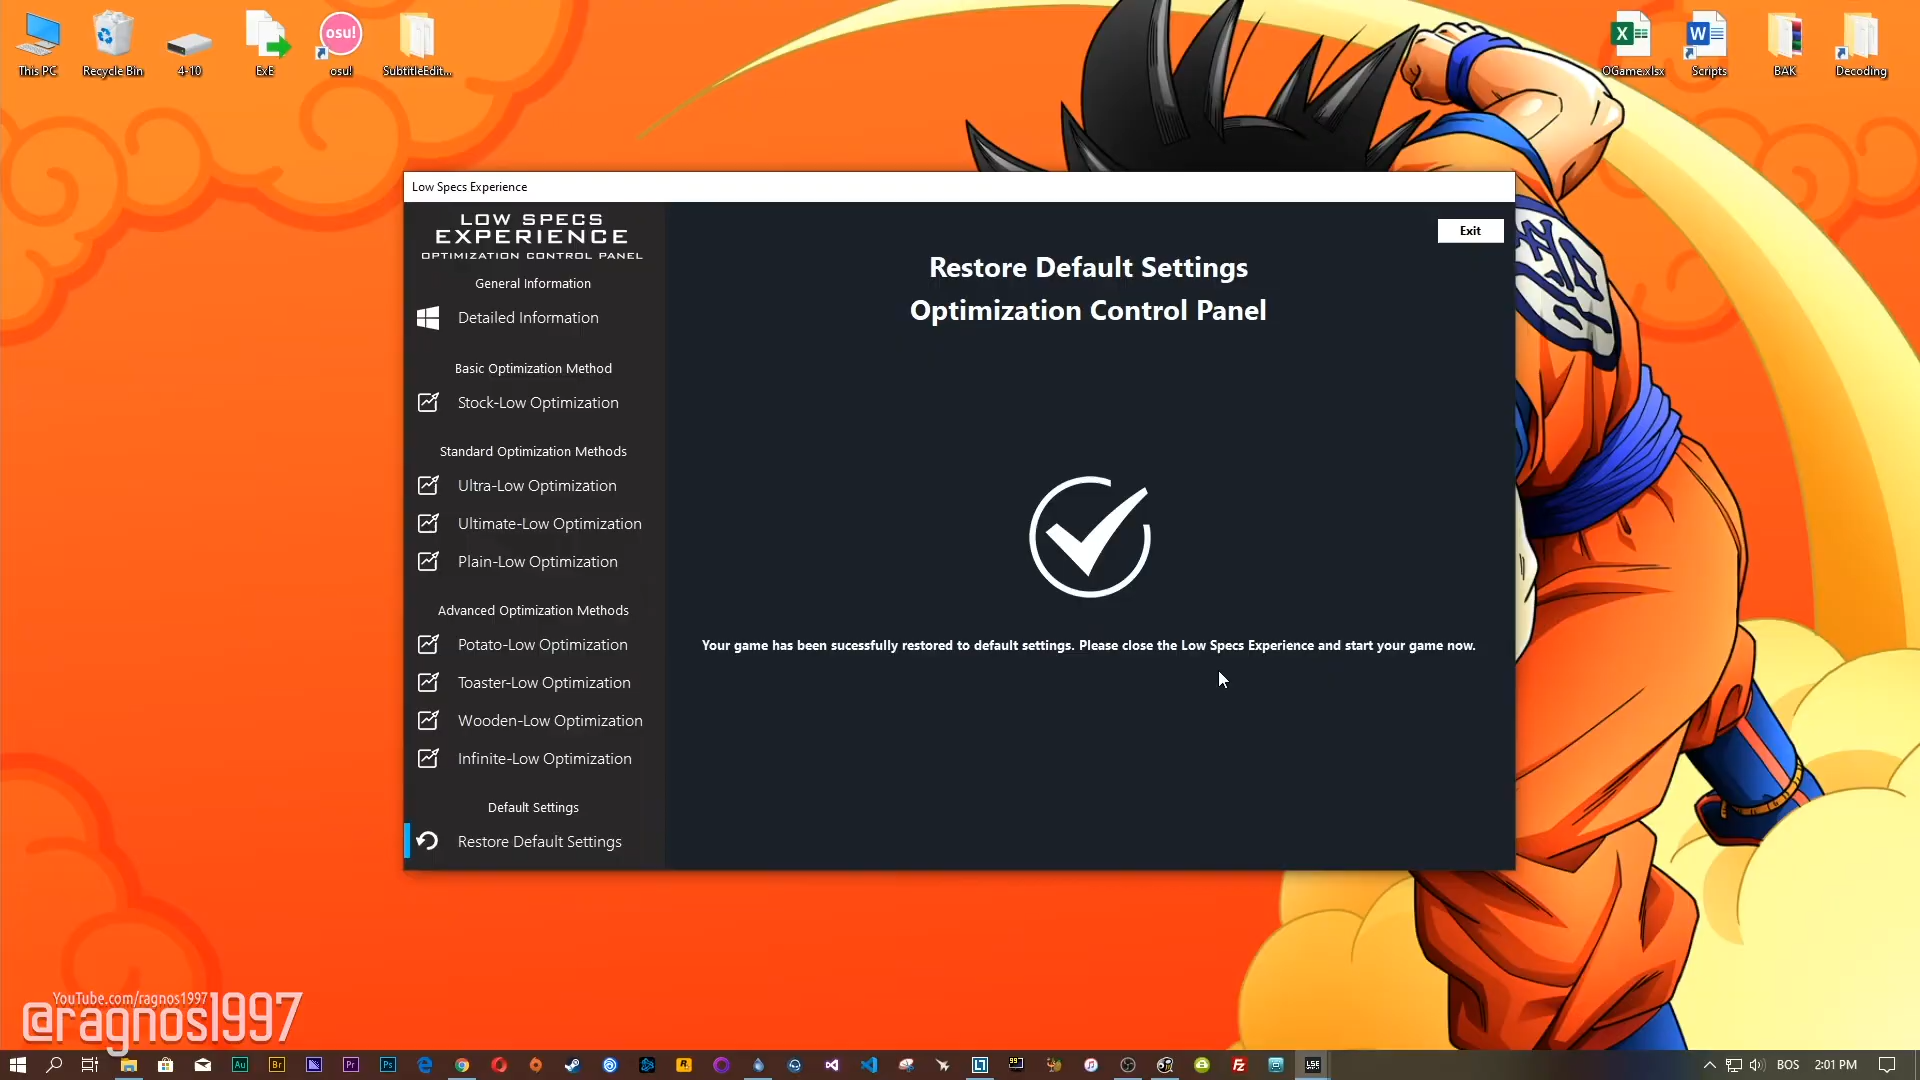 This PC
Recycle Bin
4-10
ExE
osu!
osu!
SubtitleEdit...
OGame.xlsx
Scripts
BAK
Decoding
Low Specs Experience
LOW SPECS
EXPERIENCE
OPTIMIZATION CONTROL PANEL
General Information
Detailed Information
Basic Optimization Method
Stock-Low Optimization
Standard Optimization Methods
Ultra-Low Optimization
Ultimate-Low Optimization
Plain-Low Optimization
Advanced Optimization Methods
Potato-Low Optimization
Toaster-Low Optimization
Wooden-Low Optimization
Infinite-Low Optimization
Default Settings
Restore Default Settings
Exit
Restore Default Settings
Optimization Control Panel
Your game has been sucessfully restored to default settings. Please close the Low Specs Experience and start your game now.
YouTube.com/ragnos1997
@ragnos1997
Au
Br
Pr
Ps
BOS
2:01 PM